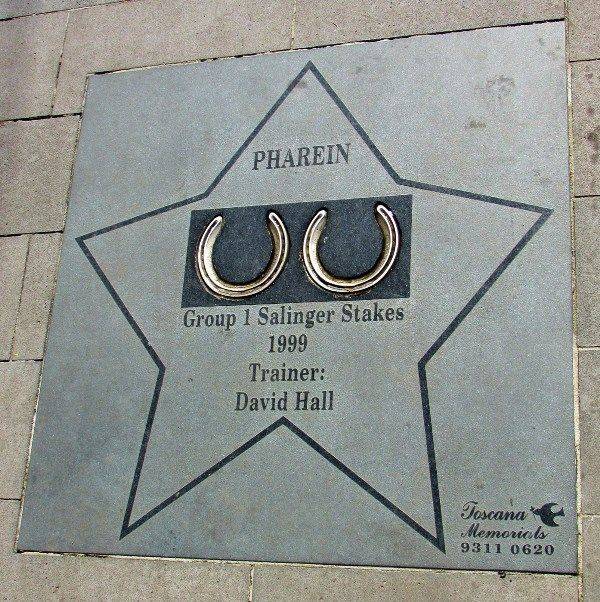 PHAREIN
Group 1 Salinger Stakes
1999
Trainer:
David Hall
Toscana
Memorials
9311 0620